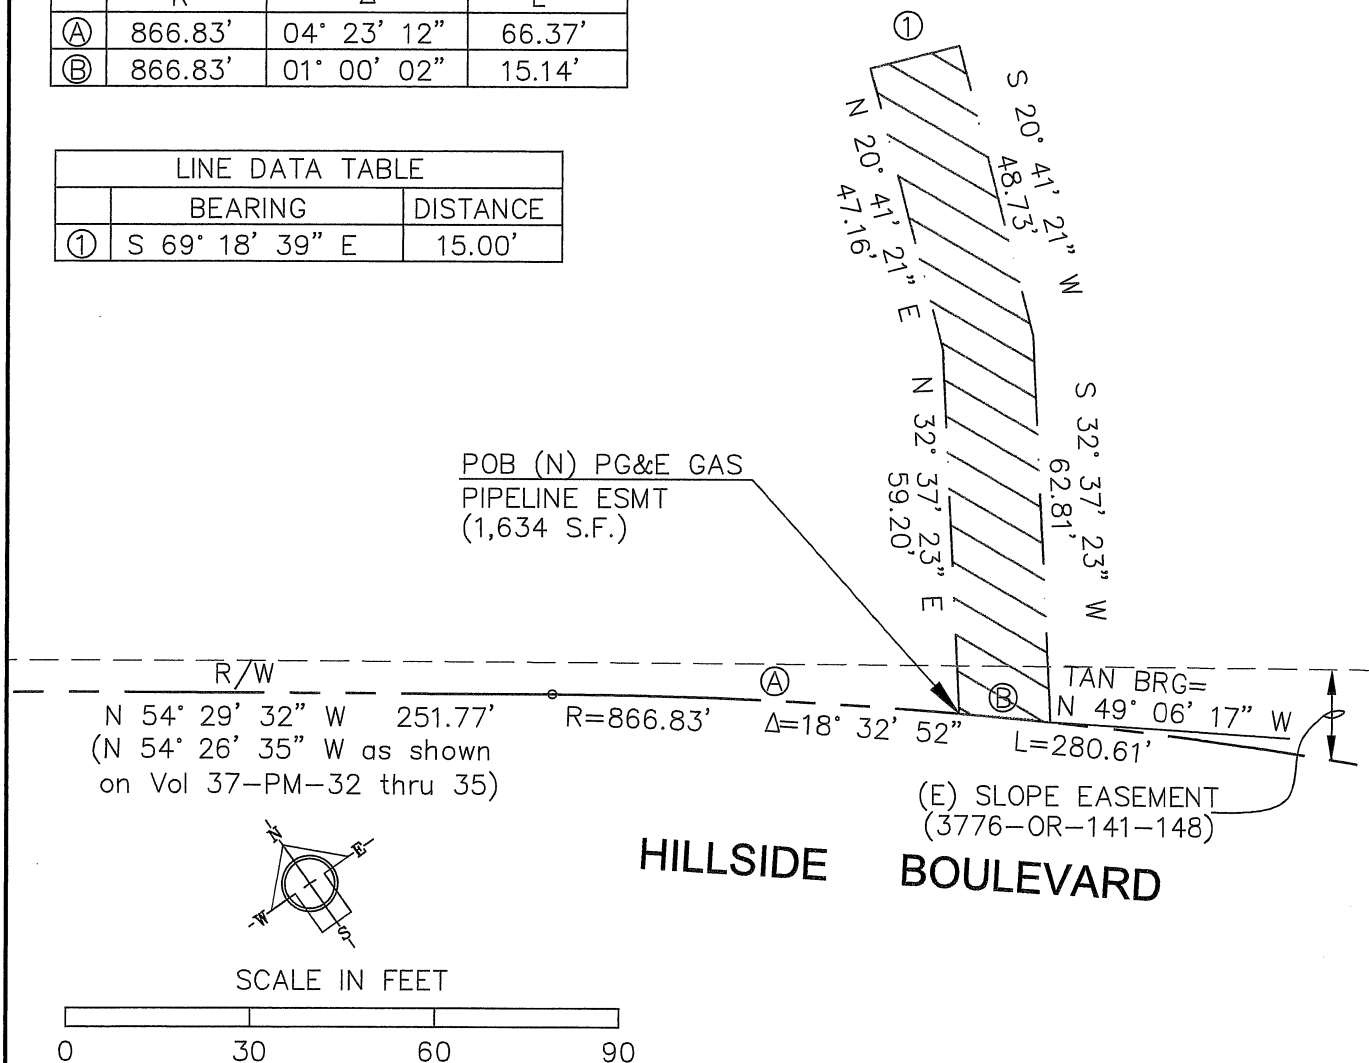 R Δ L
Ⓐ 866.83' 04° 23' 12" 66.37'
Ⓑ 866.83' 01° 00' 02" 15.14'
LINE DATA TABLE
BEARING DISTANCE
① S 69° 18' 39" E 15.00'
①
S 20° 41' 21" W
48.73'
N 20° 41' 21" E
47.16'
S 32° 37' 23" W
62.81'
N 32° 37' 23" E
59.20'
POB (N) PG&E GAS
PIPELINE ESMT
(1,634 S.F.)
R/W
N 54° 29' 32" W 251.77'
(N 54° 26' 35" W as shown
on Vol 37-PM-32 thru 35)
Ⓐ
R=866.83' Δ=18° 32' 52" L=280.61'
Ⓑ
TAN BRG=
N 49° 06' 17" W
(E) SLOPE EASEMENT
(3776-OR-141-148)
HILLSIDE BOULEVARD
N
E
W
S
SCALE IN FEET
0 30 60 90